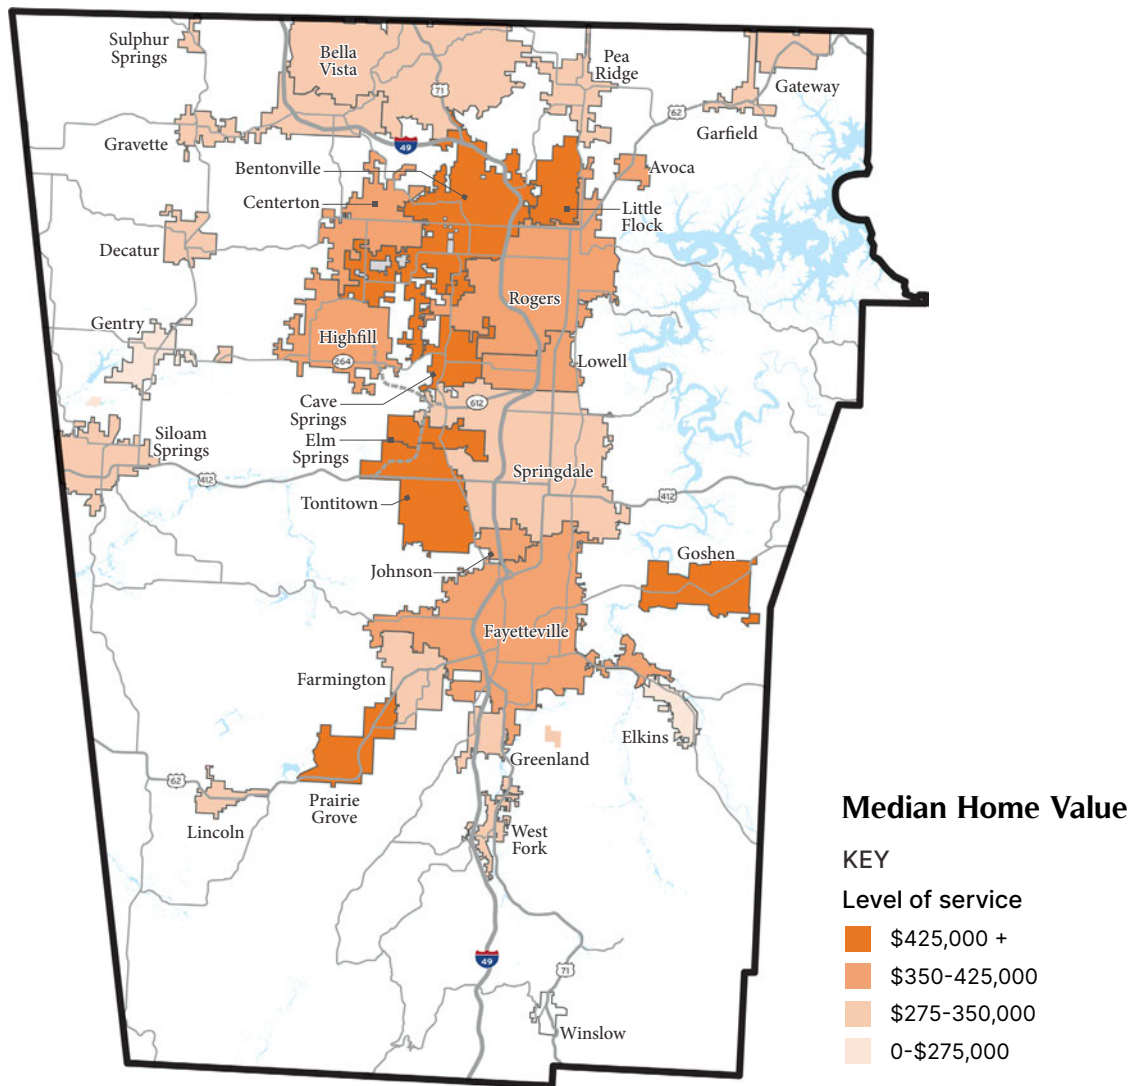 Sulphur
Springs
Bella
Vista
71
Pea
Ridge
Gateway
62
Garfield
Gravette
49
Bentonville
Avoca
Centerton
Little
Flock
Decatur
Rogers
Gentry
Highfill
264
Lowell
Cave
Springs
612
Elm
Springs
Siloam
Springs
Springdale
412
412
Tontitown
Johnson
Goshen
Fayetteville
Farmington
Elkins
Greenland
62
Prairie
Grove
Lincoln
West
Fork
49
71
Winslow
Median Home Value
KEY
Level of service
$425,000 +
$350-425,000
$275-350,000
0-$275,000